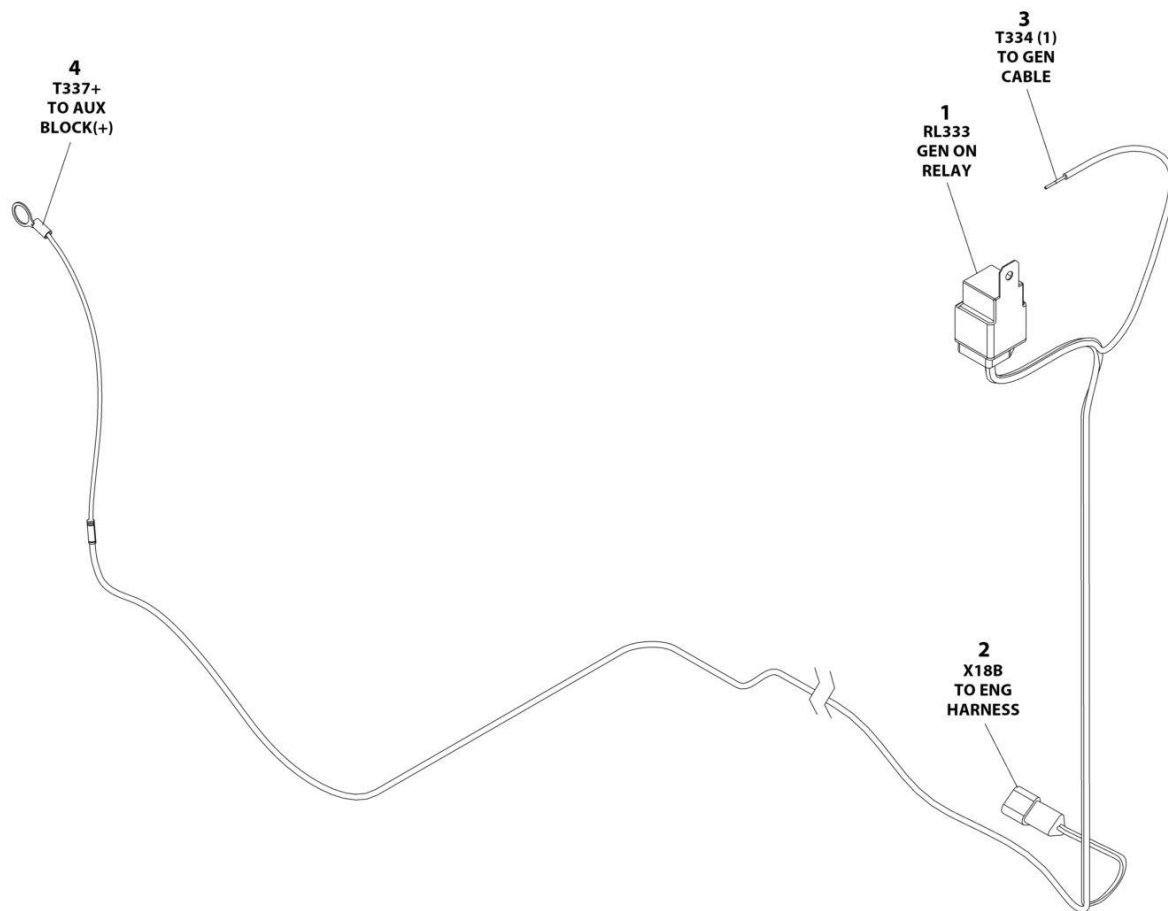 4
T337+
TO AUX
BLOCK(+)
3
T334 (1)
TO GEN
CABLE
1
RL333
GEN ON
RELAY
2
X18B
TO ENG
HARNESS